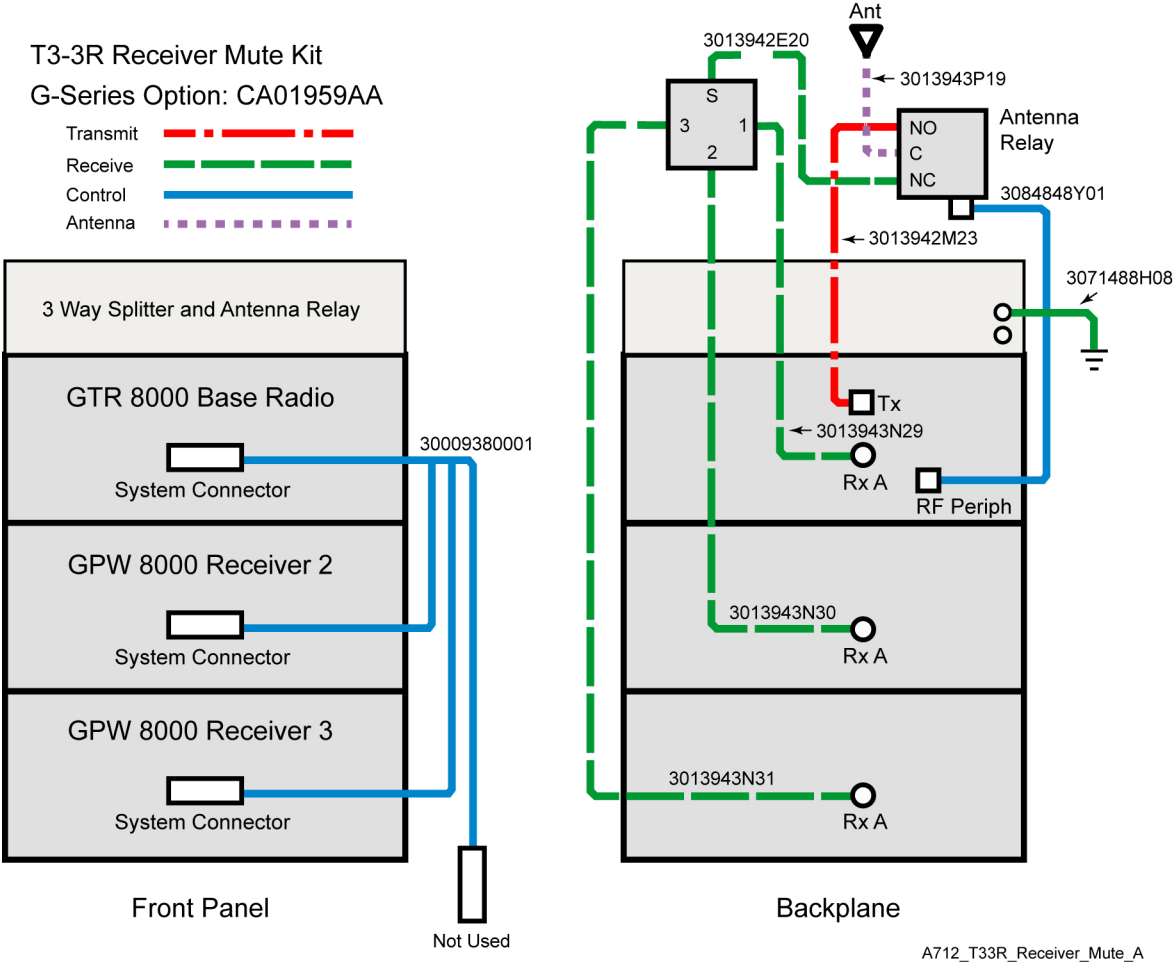 T3-3R Receiver Mute Kit
G-Series Option: CA01959AA
Transmit
Receive
Control
Antenna
3 Way Splitter and Antenna Relay
GTR 8000 Base Radio
System Connector
30009380001
GPW 8000 Receiver 2
System Connector
GPW 8000 Receiver 3
System Connector
Front Panel
Not Used
Ant
3013942E20
3013943P19
S
3
1
2
NO
C
NC
Antenna
Relay
3084848Y01
3013942M23
3071488H08
Tx
3013943N29
Rx A
RF Periph
3013943N30
Rx A
3013943N31
Rx A
Backplane
A712_T33R_Receiver_Mute_A